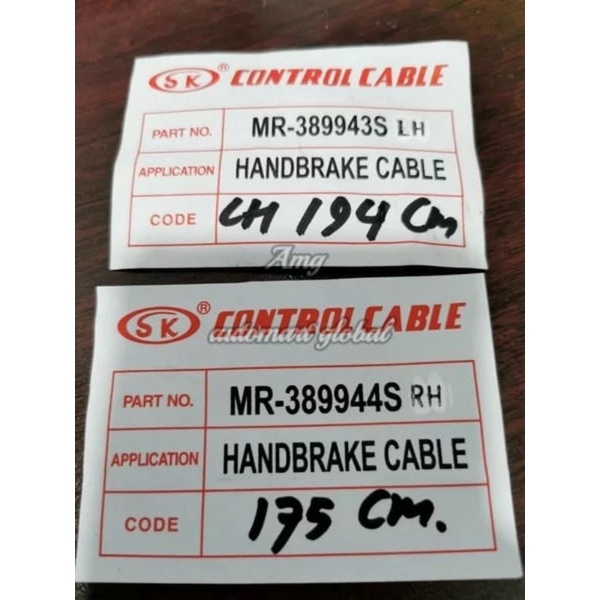 SK® CONTROL CABLE
PART NO. MR-389943S LH
APPLICATION HANDBRAKE CABLE
CODE LH 194 Cm
Amg
SK® CONTROL CABLE
automax global
PART NO. MR-389944S RH
APPLICATION HANDBRAKE CABLE
CODE 175 CM.